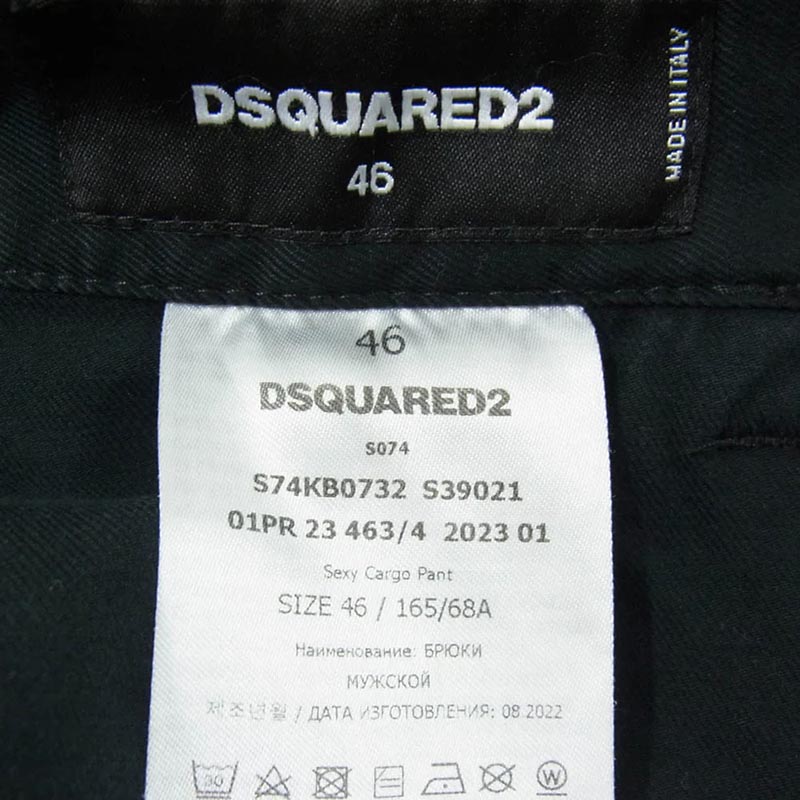 DSQUARED2
46
MADE IN ITALY
46
DSQUARED2
S074
S74KB0732 S39021
01PR 23 463/4 2023 01
Sexy Cargo Pant
SIZE 46 / 165/68A
Наименование: БРЮКИ
МУЖСКОЙ
제조년월 / ДАТА ИЗГОТОВЛЕНИЯ: 08.2022
30
W